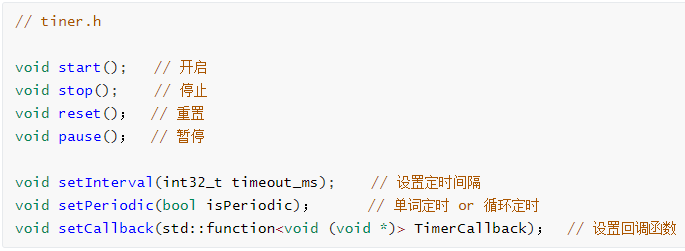 // tiner.h
void start();   // 开启
void stop();    // 停止
void reset();   // 重置
void pause();   // 暂停
void setInterval(int32_t timeout_ms);    // 设置定时间隔
void setPeriodic(bool isPeriodic);       // 单词定时 or 循环定时
void setCallback(std::function<void (void *)> TimerCallback);   // 设置回调函数